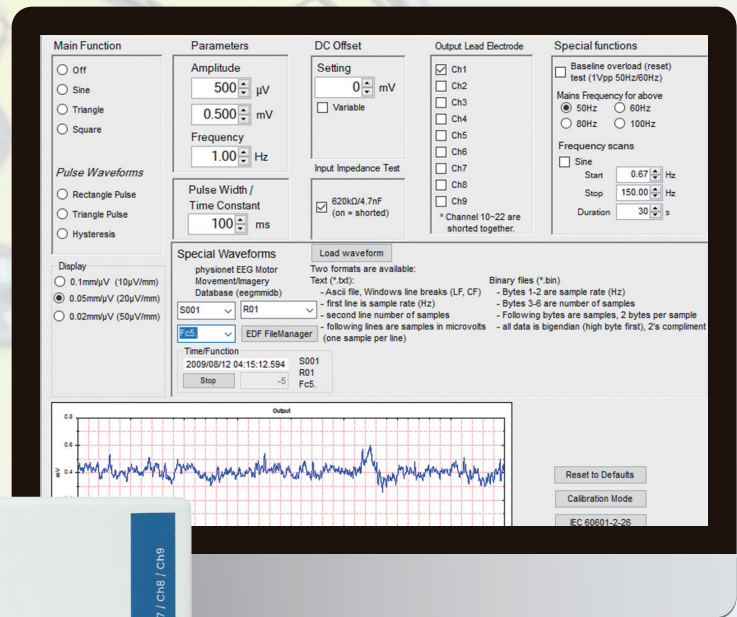 Main Function
Off
Sine
Triangle
Square
Pulse Waveforms
Rectangle Pulse
Triangle Pulse
Hysteresis
Display
0.1mm/µV (10µV/mm)
0.05mm/µV (20µV/mm)
0.02mm/µV (50µV/mm)
Parameters
Amplitude
500 µV
0.500 mV
Frequency
1.00 Hz
Pulse Width /
Time Constant
100 ms
DC Offset
Setting
0 mV
Variable
Input Impedance Test
620kΩ/4.7nF
(on = shorted)
Output Lead Electrode
Ch1
Ch2
Ch3
Ch4
Ch5
Ch6
Ch7
Ch8
Ch9
* Channel 10~22 are
shorted together.
Special functions
Baseline overload (reset)
test (1Vpp 50Hz/60Hz)
Mains Frequency for above
50Hz 60Hz
80Hz 100Hz
Frequency scans
Sine
Start 0.67 Hz
Stop 150.00 Hz
Duration 30 s
Special Waveforms
physionet EEG Motor
Movement/Imagery
Database (eegmmidb)
S001 R01
Fc5. EDF FileManager
Time/Function
2009/08/12 04:15:12.594
Stop -5
S001
R01
Fc5.
Load waveform
Two formats are available:
Text (*.txt):
- Ascii file, Windows line breaks (LF, CF)
- first line is sample rate (Hz)
- second line number of samples
- following lines are samples in microvolts
(one sample per line)
Binary files (*.bin)
- Bytes 1-2 are sample rate (Hz)
- Bytes 3-6 are number of samples
- Following bytes are samples, 2 bytes per sample
- all data is bigendian (high byte first), 2's compliment
Output
0.8
0.6
mV
0.4
Reset to Defaults
Calibration Mode
IEC 60601-2-26
7 / Ch8 / Ch9